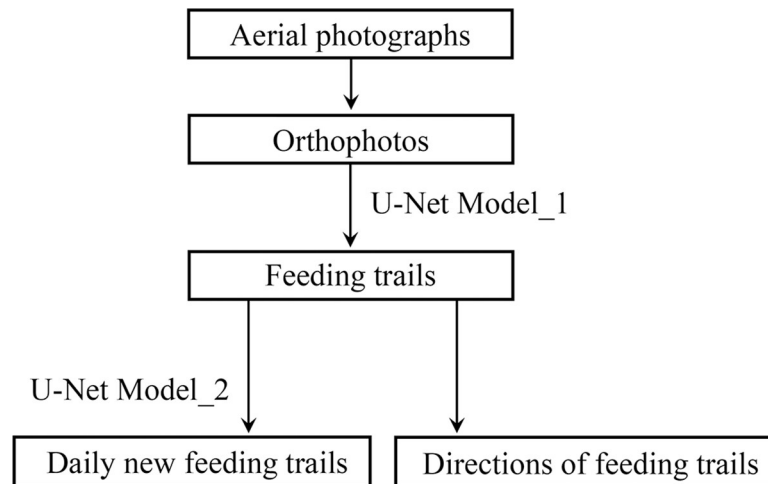 Aerial photographs
Orthophotos
U-Net Model_1
Feeding trails
U-Net Model_2
Daily new feeding trails
Directions of feeding trails